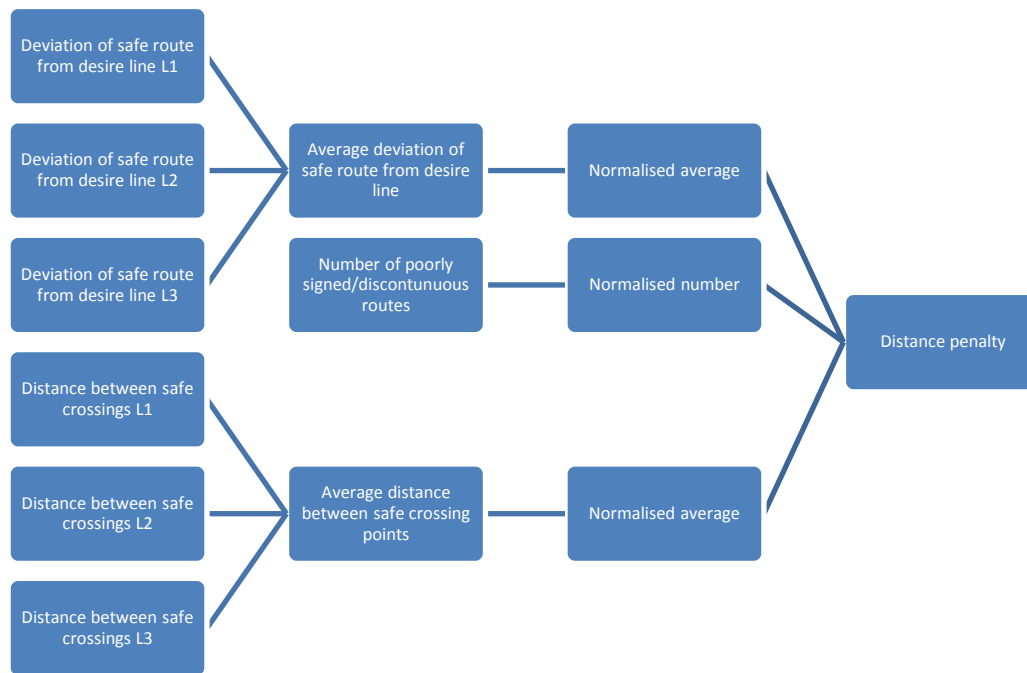 Deviation of safe route
from desire line L1
Deviation of safe route
from desire line L2
Deviation of safe route
from desire line L3
Distance between safe
crossings L1
Distance between safe
crossings L2
Distance between safe
crossings L3
Average deviation of
safe route from desire
line
Number of poorly
signed/discontunuous
routes
Average distance
between safe crossing
points
Normalised average
Normalised number
Normalised average
Distance penalty